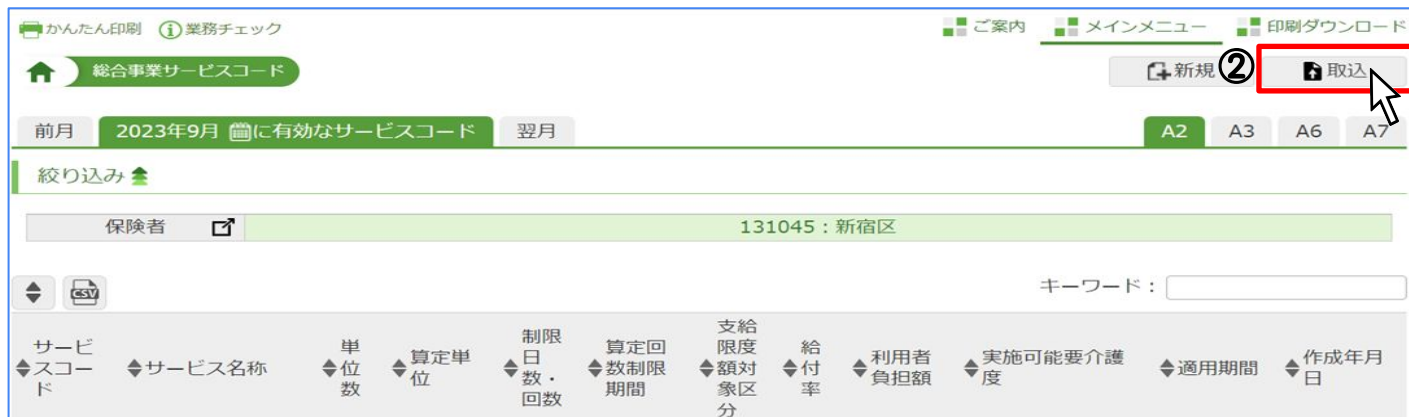 かんたん印刷 業務チェック ご案内 メインメニュー 印刷ダウンロード
総合事業サービスコード 新規 ② 取込
前月 2023年9月 に有効なサービスコード 翌月 A2 A3 A6 A7
絞り込み
保険者 131045：新宿区
CSV キーワード：
サービスコード サービス名称 単位数 算定単位 制限日数・回数 算定回数制限期間 支給限度額対象区分 給付率 利用者負担額 実施可能要介護度 適用期間 作成年月日